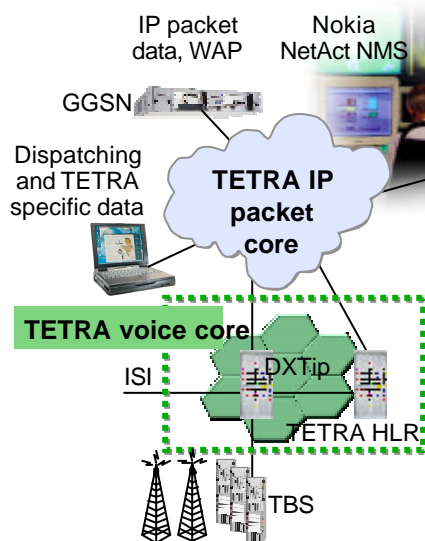 IP packet
data, WAP
Nokia
NetAct NMS
GGSN
Dispatching
and TETRA
specific data
TETRA IP
packet
core
TETRA voice core
DXTip
ISI
TETRA HLR
TBS